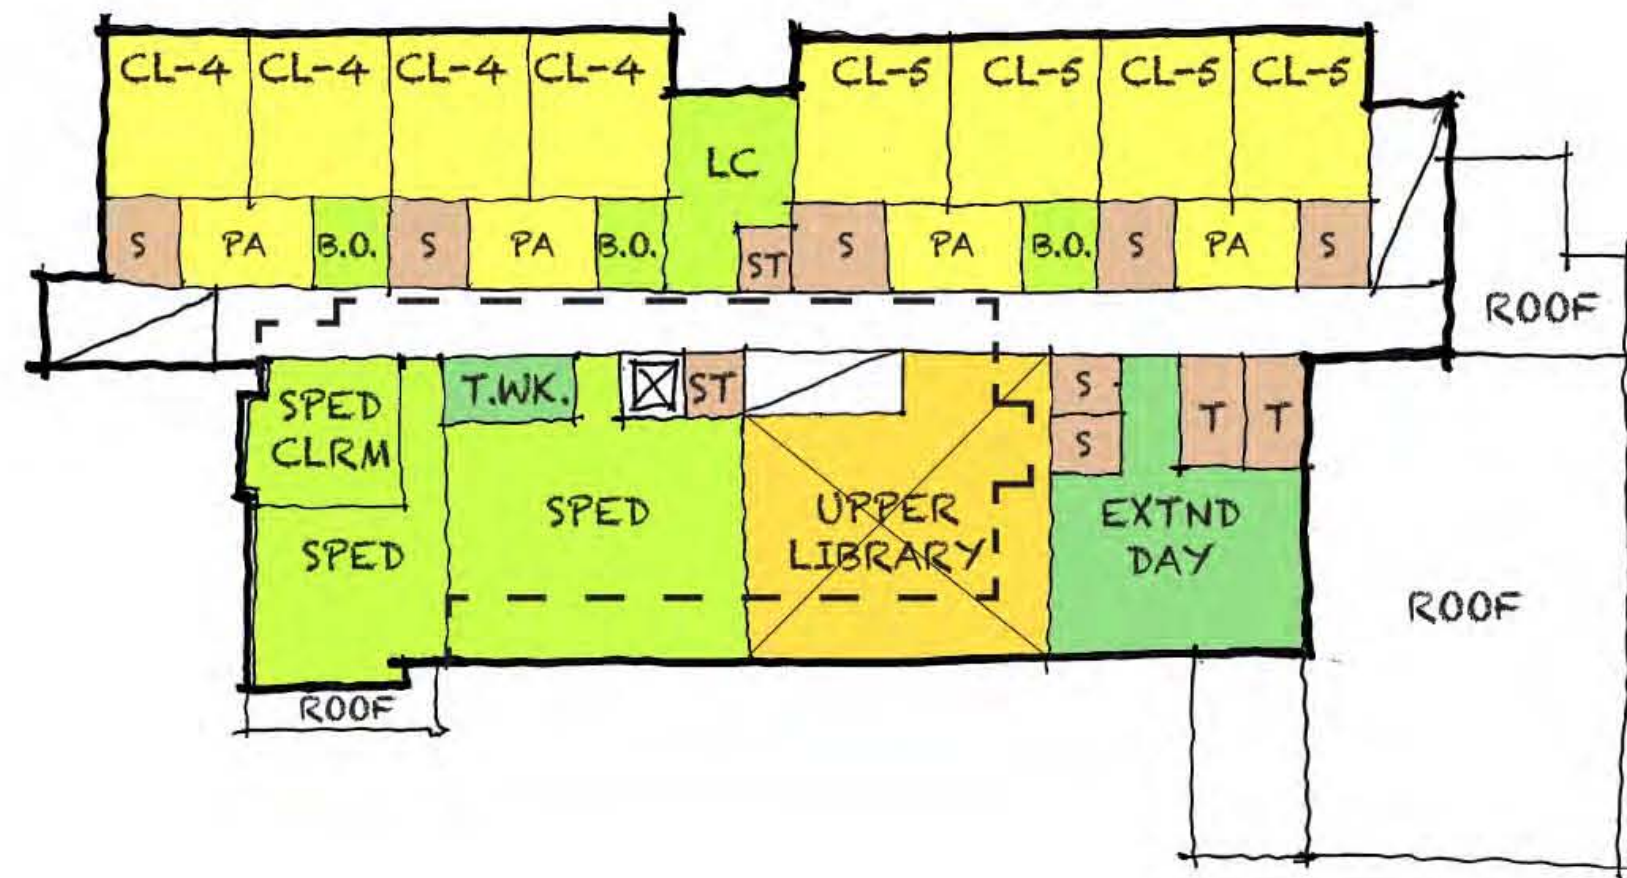 CL-4
CL-4
CL-4
CL-4
CL-5
CL-5
CL-5
CL-5
LC
S
PA
B.O.
S
PA
B.O.
ST
S
PA
B.O.
S
PA
S
ROOF
SPED
CLRM
T.WK.
ST
S
S
T
T
SPED
SPED
UPPER
LIBRARY
EXTND
DAY
ROOF
ROOF